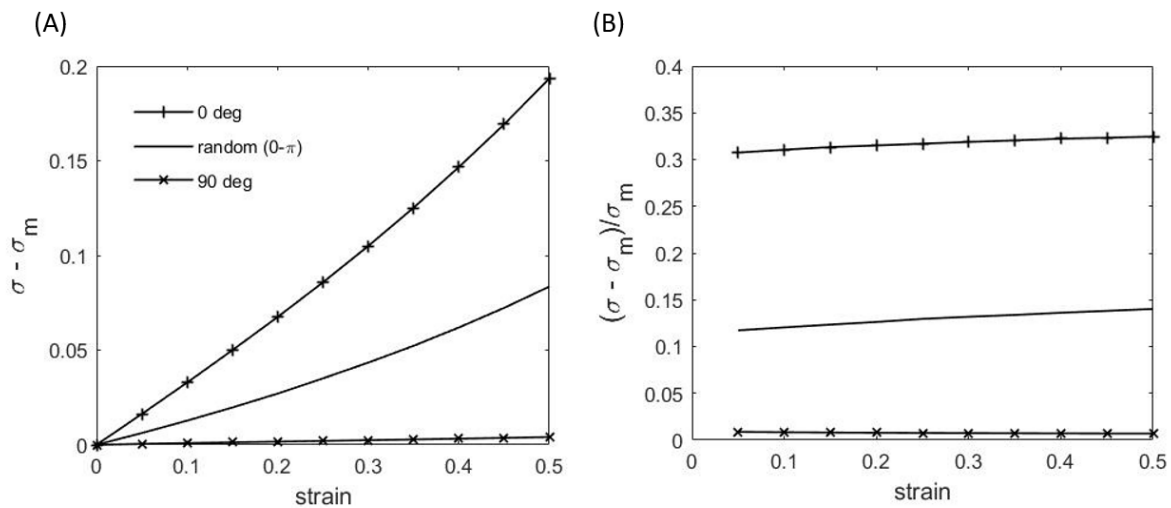 (A)
0.2
0.15
0.1
0.05
0
σ - σm
0 deg
random (0-π)
90 deg
0 0.1 0.2 0.3 0.4 0.5
strain
(B)
0.4
0.35
0.3
0.25
0.2
0.15
0.1
0.05
0
(σ - σm)/σm
0 0.1 0.2 0.3 0.4 0.5
strain